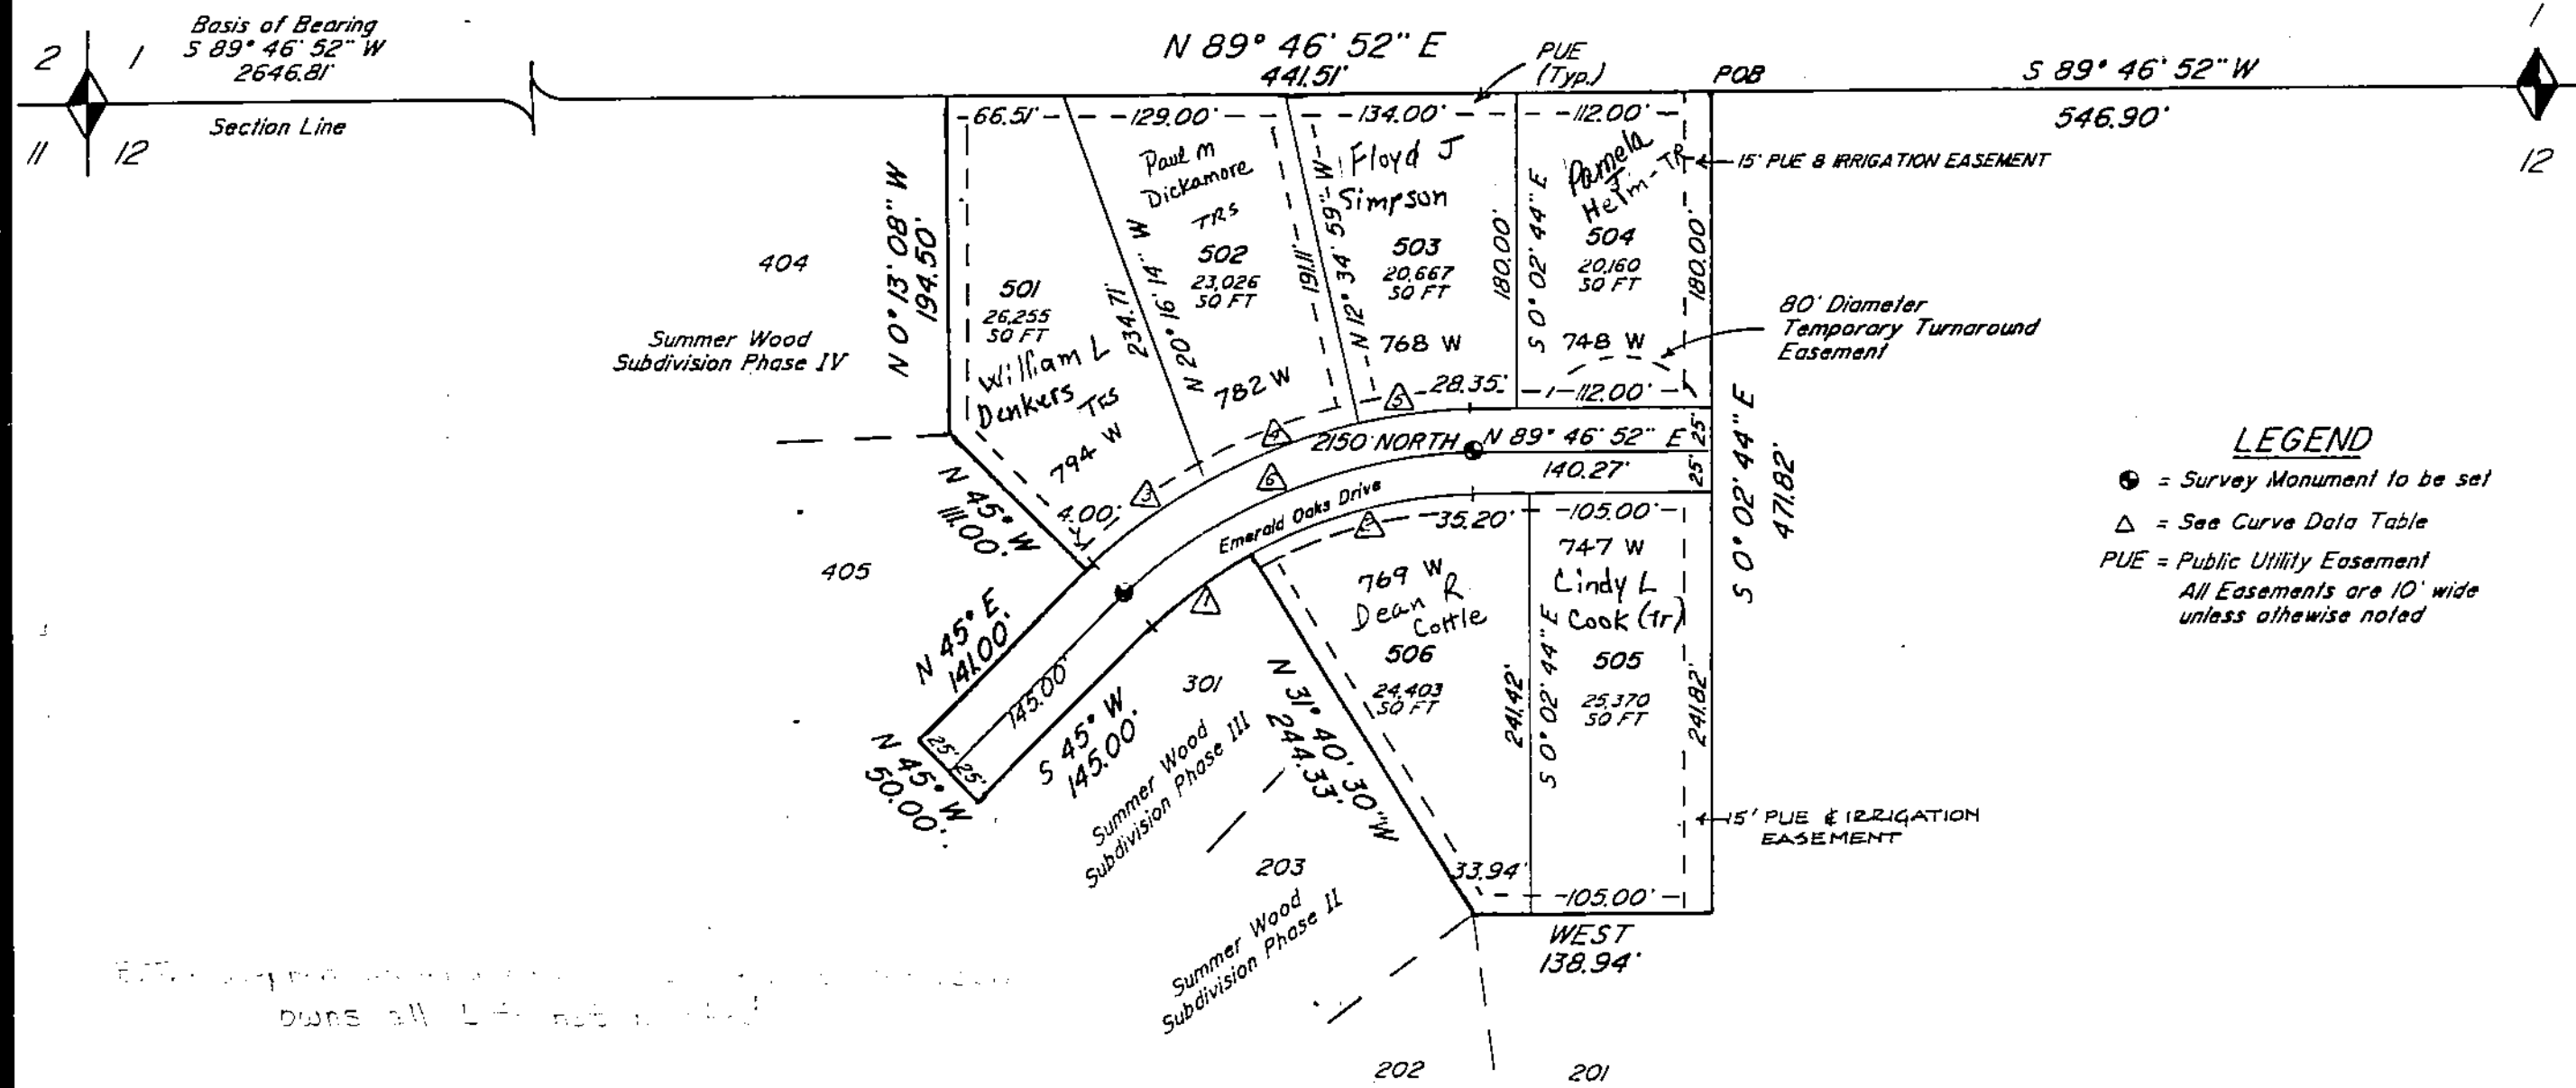 2
1
11
12
Basis of Bearing
S 89° 46' 52" W
2646.81'
Section Line
N 89° 46' 52" E
441.51'
PUE
(Typ.)
POB
S 89° 46' 52" W
546.90'
1
12
66.51'
129.00'
134.00'
112.00'
15' PUE & IRRIGATION EASEMENT
N 0° 13' 08" W
194.50'
404
Summer Wood
Subdivision Phase IV
501
26,255
SQ FT
William L
Denkers
TRS
794 W
234.71'
N 20° 16' 14" W
Paul M
Dickamore
TRS
502
23,026
SQ FT
782 W
191.11'
N 12° 34' 59" W
Floyd J
Simpson
503
20,667
SQ FT
768 W
180.00'
S 0° 02' 44" E
Pamela
J
Helm-TR
504
20,160
SQ FT
748 W
180.00'
80' Diameter
Temporary Turnaround
Easement
28.35'
112.00'
3
4
5
6
2150 NORTH
N 89° 46' 52" E
140.27'
25'
25'
S 0° 02' 44" E
471.82'
LEGEND
= Survey Monument to be set
△ = See Curve Data Table
PUE = Public Utility Easement
All Easements are 10' wide
unless othewise noted
N 45° W
111.00'
4.00'
405
Emerald Oaks Drive
2
35.20'
105.00'
1
N 45° E
141.00'
145.00'
25'
25'
N 45° W
50.00'
S 45° W
145.00'
301
Summer Wood
Subdivision Phase III
N 31° 40' 30" W
244.33'
769 W
Dean R
Cottle
506
24,403
SQ FT
241.42'
S 0° 02' 44" E
747 W
Cindy L
Cook (Tr)
505
25,370
SQ FT
241.82'
15' PUE & IRRIGATION
EASEMENT
33.94'
105.00'
WEST
138.94'
203
Summer Wood
Subdivision Phase II
202
201
owns all